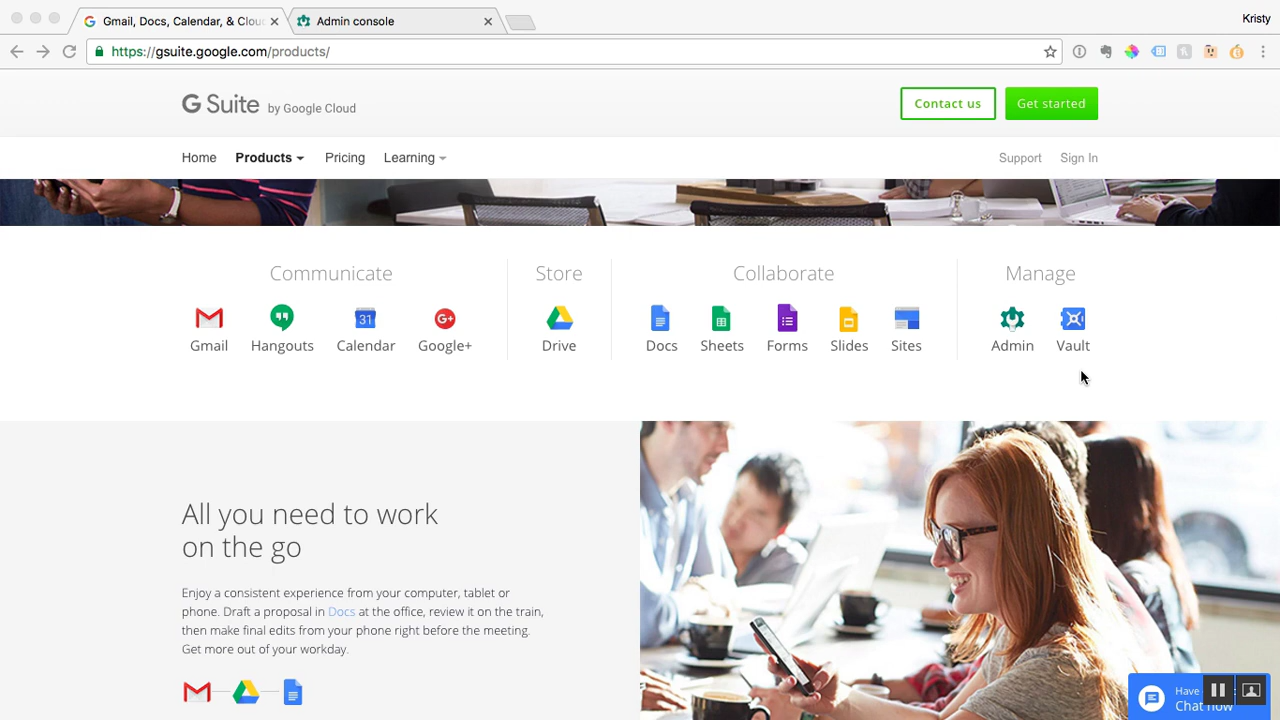 Gmail, Docs, Calendar, & Clou
Admin console
Kristy
https://gsuite.google.com/products/
G Suite by Google Cloud
Contact us
Get started
Home
Products
Pricing
Learning
Support
Sign In
Communicate
Store
Collaborate
Manage
31
G+
Gmail
Hangouts
Calendar
Google+
Drive
Docs
Sheets
Forms
Slides
Sites
Admin
Vault
All you need to work
on the go
Enjoy a consistent experience from your computer, tablet or
phone. Draft a proposal in Docs at the office, review it on the train,
then make final edits from your phone right before the meeting.
Get more out of your workday.
Have
Chat now